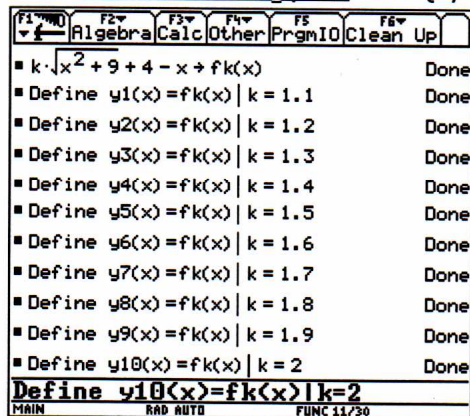 F1 F2 F3 F4 F5 F6
Algebra Calc Other PrgmIO Clean Up
▪ k·√x² + 9 + 4 - x → fk(x) Done
▪ Define y1(x) = fk(x) | k = 1.1 Done
▪ Define y2(x) = fk(x) | k = 1.2 Done
▪ Define y3(x) = fk(x) | k = 1.3 Done
▪ Define y4(x) = fk(x) | k = 1.4 Done
▪ Define y5(x) = fk(x) | k = 1.5 Done
▪ Define y6(x) = fk(x) | k = 1.6 Done
▪ Define y7(x) = fk(x) | k = 1.7 Done
▪ Define y8(x) = fk(x) | k = 1.8 Done
▪ Define y9(x) = fk(x) | k = 1.9 Done
▪ Define y10(x) = fk(x) | k = 2 Done
Define y10(x)=fk(x)|k=2
MAIN RAD AUTO FUNC 11/30